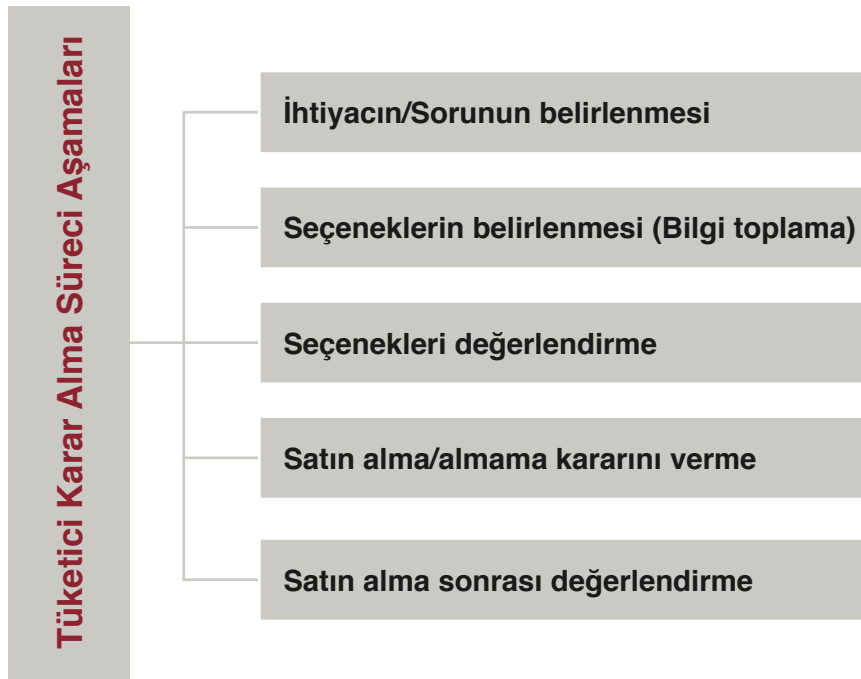 Tüketici Karar Alma Süreci Aşamaları
İhtiyacın/Sorunun belirlenmesi
Seçeneklerin belirlenmesi (Bilgi toplama)
Seçenekleri değerlendirme
Satın alma/almama kararını verme
Satın alma sonrası değerlendirme